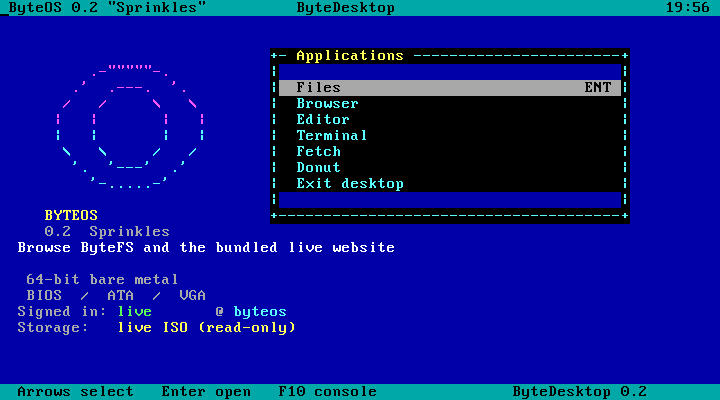 ByteOS 0.2 "Sprinkles" ByteDesktop 19:56
Applications
Files ENT
Browser
Editor
Terminal
Fetch
Donut
Exit desktop
BYTEOS
0.2 Sprinkles
Browse ByteFS and the bundled live website
64-bit bare metal
BIOS / ATA / VGA
Signed in: live @ byteos
Storage: live ISO (read-only)
Arrows select Enter open F10 console ByteDesktop 0.2